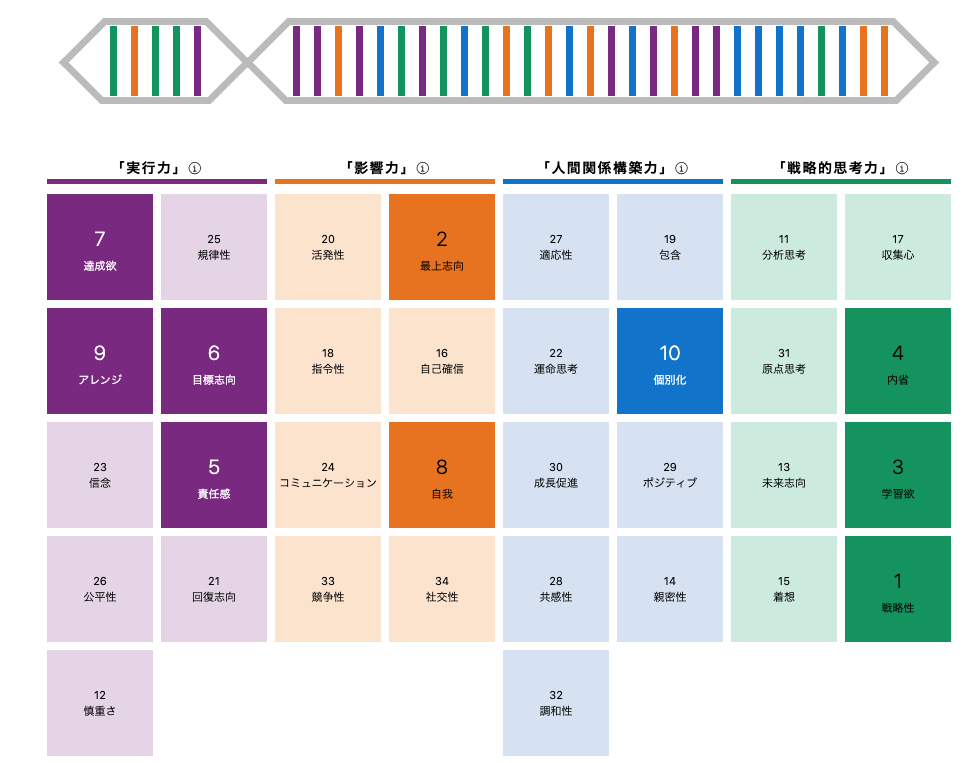 「実行力」ⓘ
「影響力」ⓘ
「人間関係構築力」ⓘ
「戦略的思考力」ⓘ
7
達成欲
25
規律性
20
活発性
2
最上志向
27
適応性
19
包含
11
分析思考
17
収集心
9
アレンジ
6
目標志向
18
指令性
16
自己確信
22
運命思考
10
個別化
31
原点思考
4
内省
23
信念
5
責任感
24
コミュニケーション
8
自我
30
成長促進
29
ポジティブ
13
未来志向
3
学習欲
26
公平性
21
回復志向
33
競争性
34
社交性
28
共感性
14
親密性
15
着想
1
戦略性
12
慎重さ
32
調和性